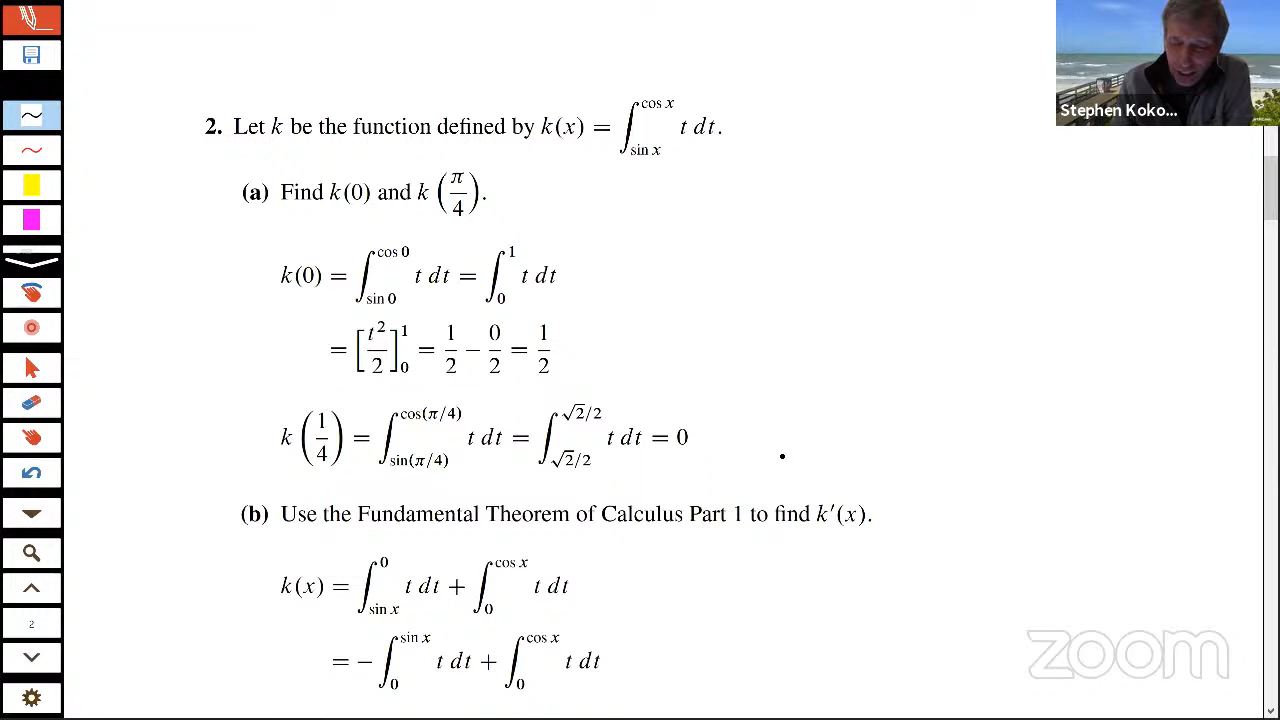 Stephen Koko...
2. Let k be the function defined by k(x) = ∫_{sin x}^{cos x} t dt.
(a) Find k(0) and k(π/4).
k(0) = ∫_{sin 0}^{cos 0} t dt = ∫_0^1 t dt
= [t²/2]_0^1 = 1/2 − 0/2 = 1/2
k(1/4) = ∫_{sin(π/4)}^{cos(π/4)} t dt = ∫_{√2/2}^{√2/2} t dt = 0
(b) Use the Fundamental Theorem of Calculus Part 1 to find k′(x).
k(x) = ∫_{sin x}^0 t dt + ∫_0^{cos x} t dt
= − ∫_0^{sin x} t dt + ∫_0^{cos x} t dt
2
zoom